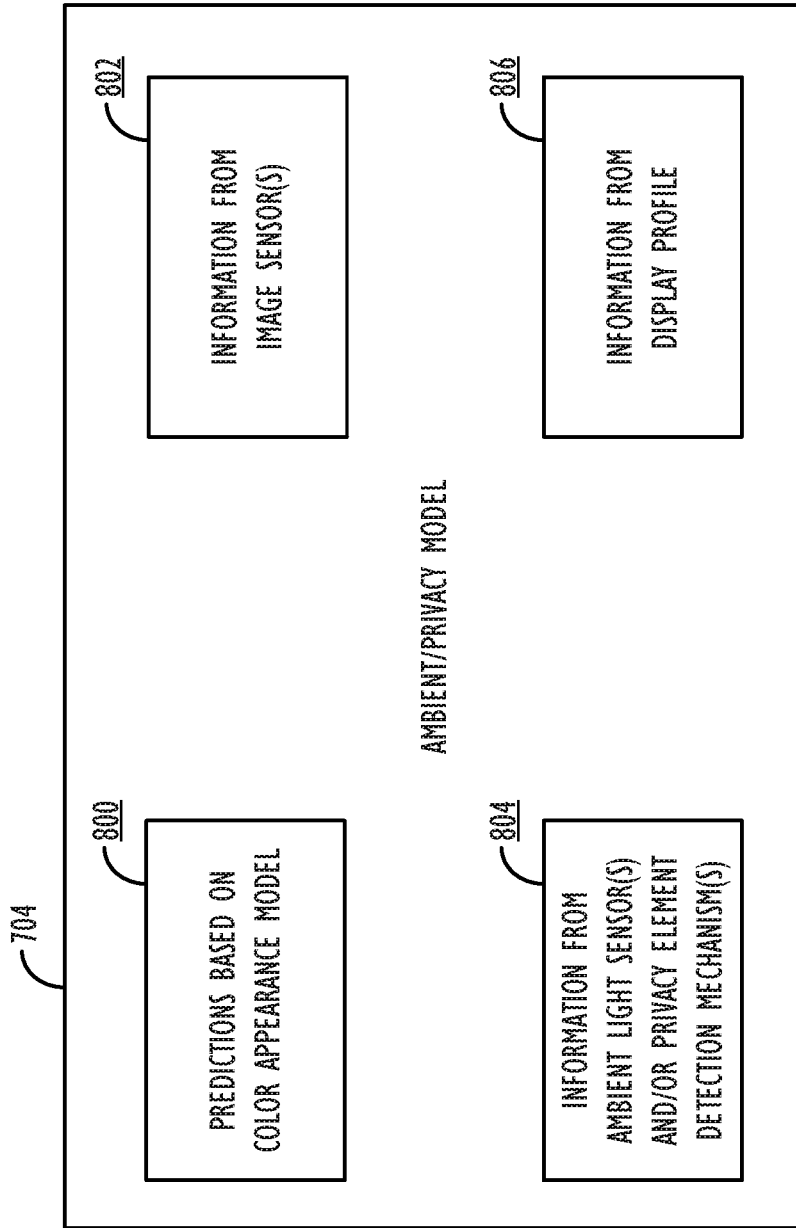 704
800
PREDICTIONS BASED ON
COLOR APPEARANCE MODEL
802
INFORMATION FROM
IMAGE SENSOR(S)
AMBIENT/PRIVACY MODEL
804
INFORMATION FROM
AMBIENT LIGHT SENSOR(S)
AND/OR PRIVACY ELEMENT
DETECTION MECHANISM(S)
806
INFORMATION FROM
DISPLAY PROFILE